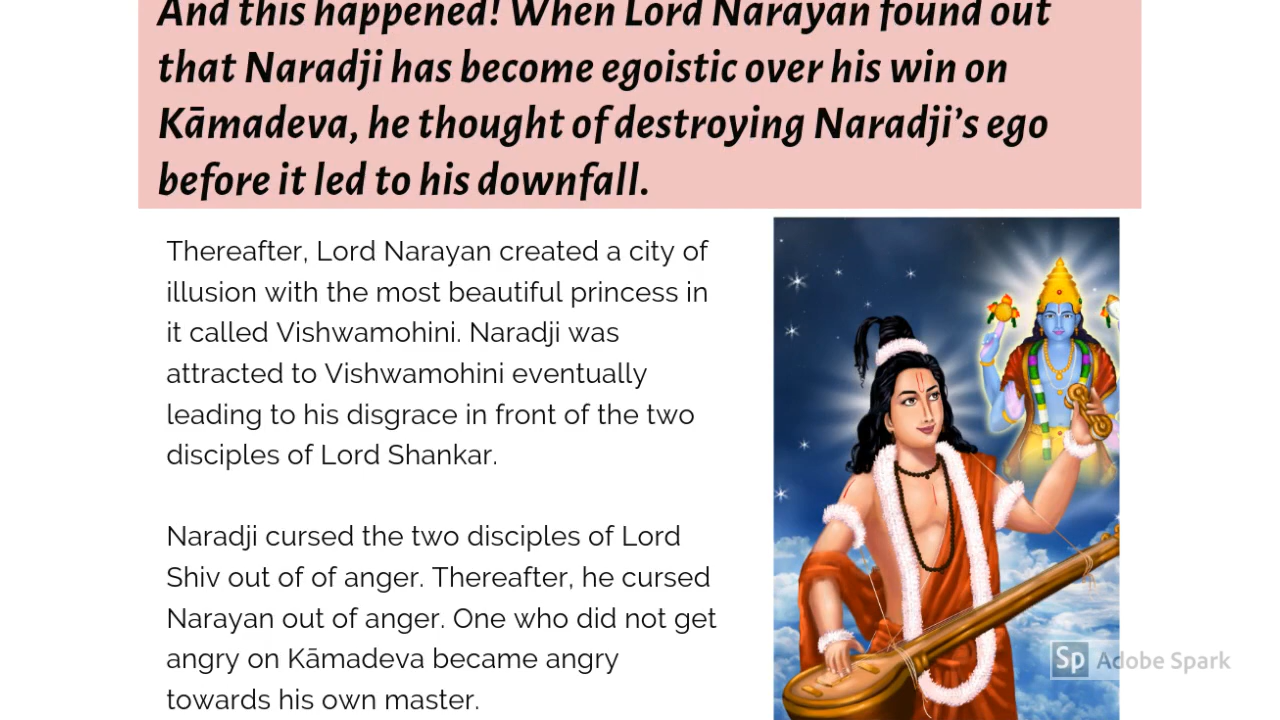 And this happened! When Lord Narayan found out
that Naradji has become egoistic over his win on
Kāmadeva, he thought of destroying Naradji’s ego
before it led to his downfall.
Thereafter, Lord Narayan created a city of
illusion with the most beautiful princess in
it called Vishwamohini. Naradji was
attracted to Vishwamohini eventually
leading to his disgrace in front of the two
disciples of Lord Shankar.
Naradji cursed the two disciples of Lord
Shiv out of of anger. Thereafter, he cursed
Narayan out of anger. One who did not get
angry on Kāmadeva became angry
towards his own master.
Sp Adobe Spark